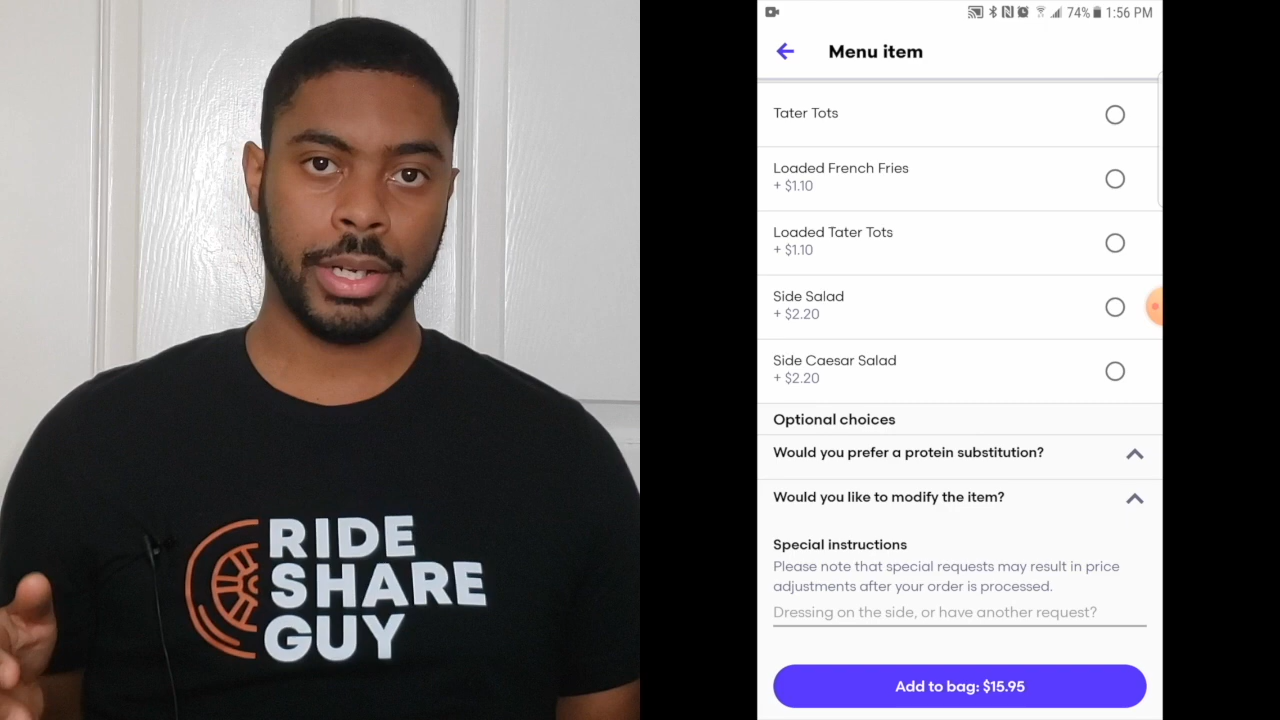 RIDE
SHARE
GUY
74% 1:56 PM
Menu item
Tater Tots
Loaded French Fries
+ $1.10
Loaded Tater Tots
+ $1.10
Side Salad
+ $2.20
Side Caesar Salad
+ $2.20
Optional choices
Would you prefer a protein substitution?
Would you like to modify the item?
Special instructions
Please note that special requests may result in price
adjustments after your order is processed.
Dressing on the side, or have another request?
Add to bag: $15.95